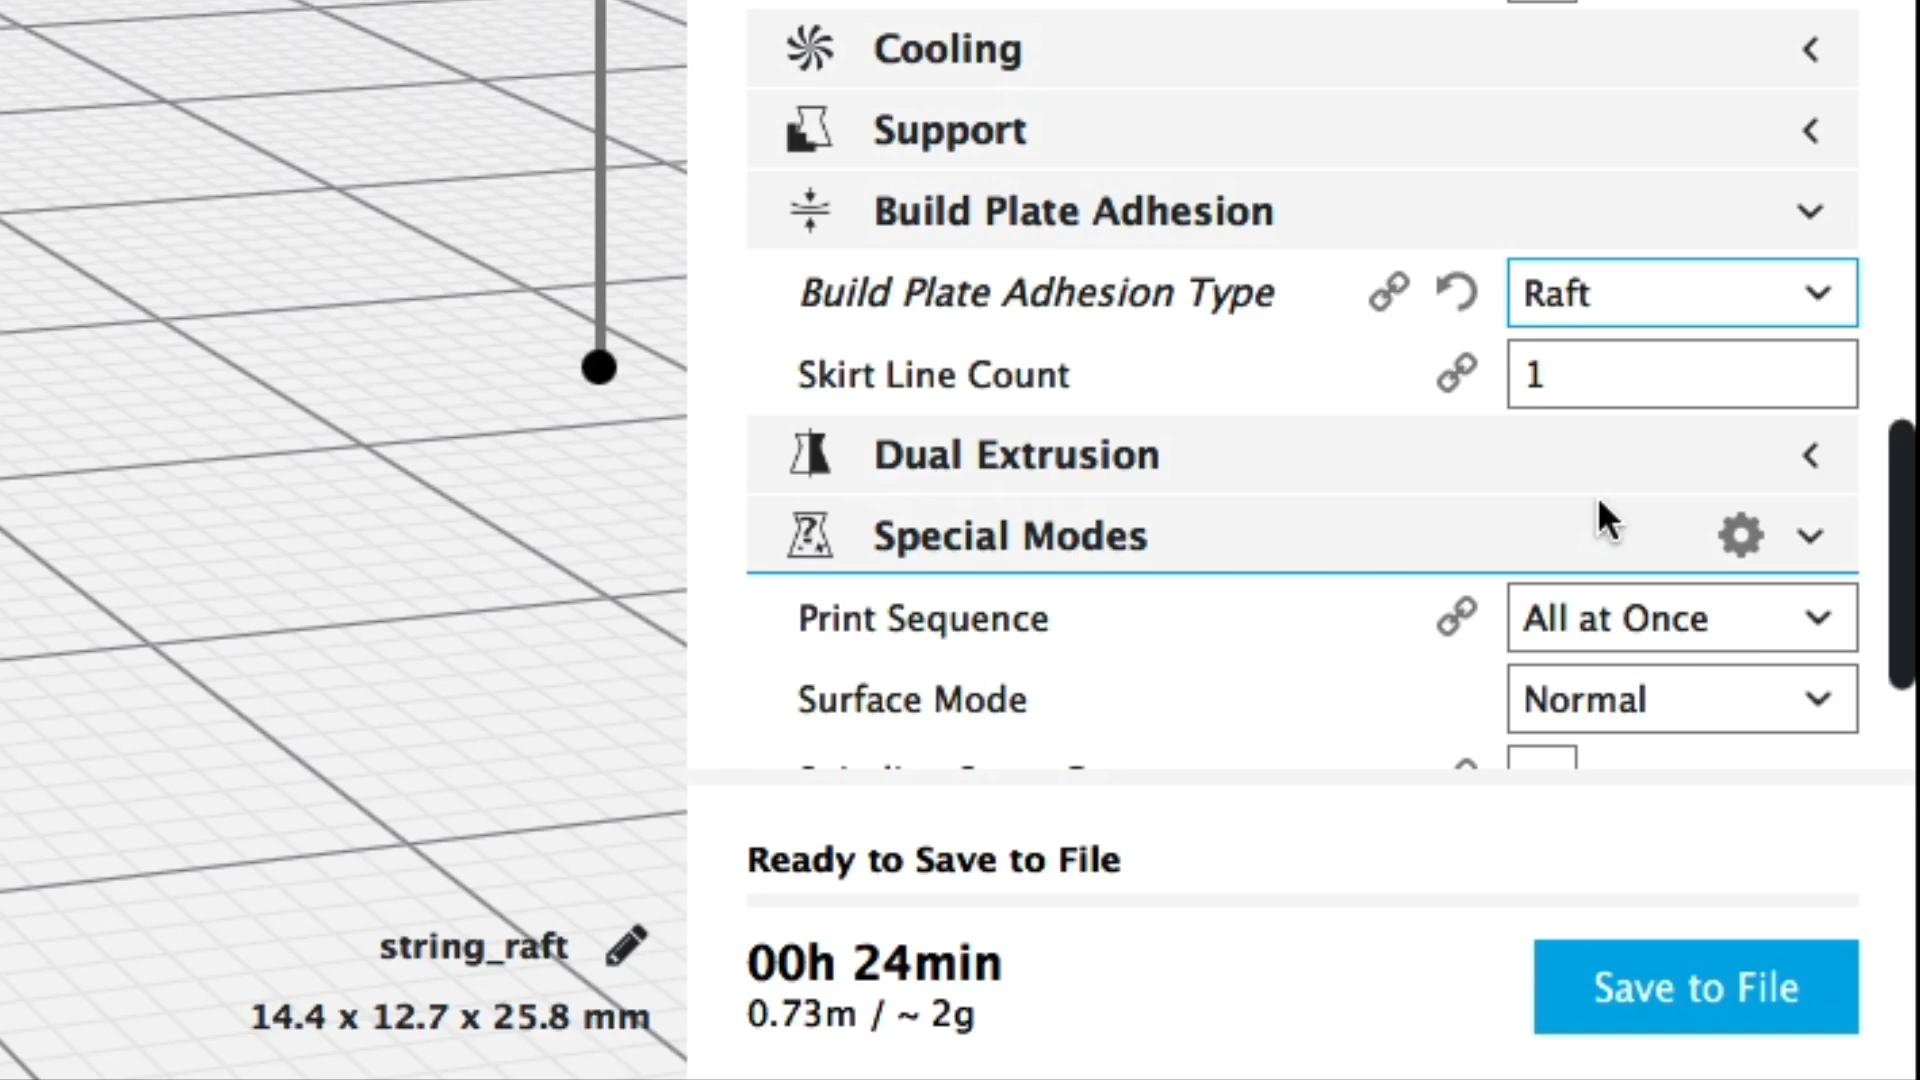 Cooling
Support
Build Plate Adhesion
Build Plate Adhesion Type Raft
Skirt Line Count 1
Dual Extrusion
Special Modes
Print Sequence All at Once
Surface Mode Normal
Ready to Save to File
string_raft
00h 24min
14.4 x 12.7 x 25.8 mm
0.73m / ~ 2g
Save to File